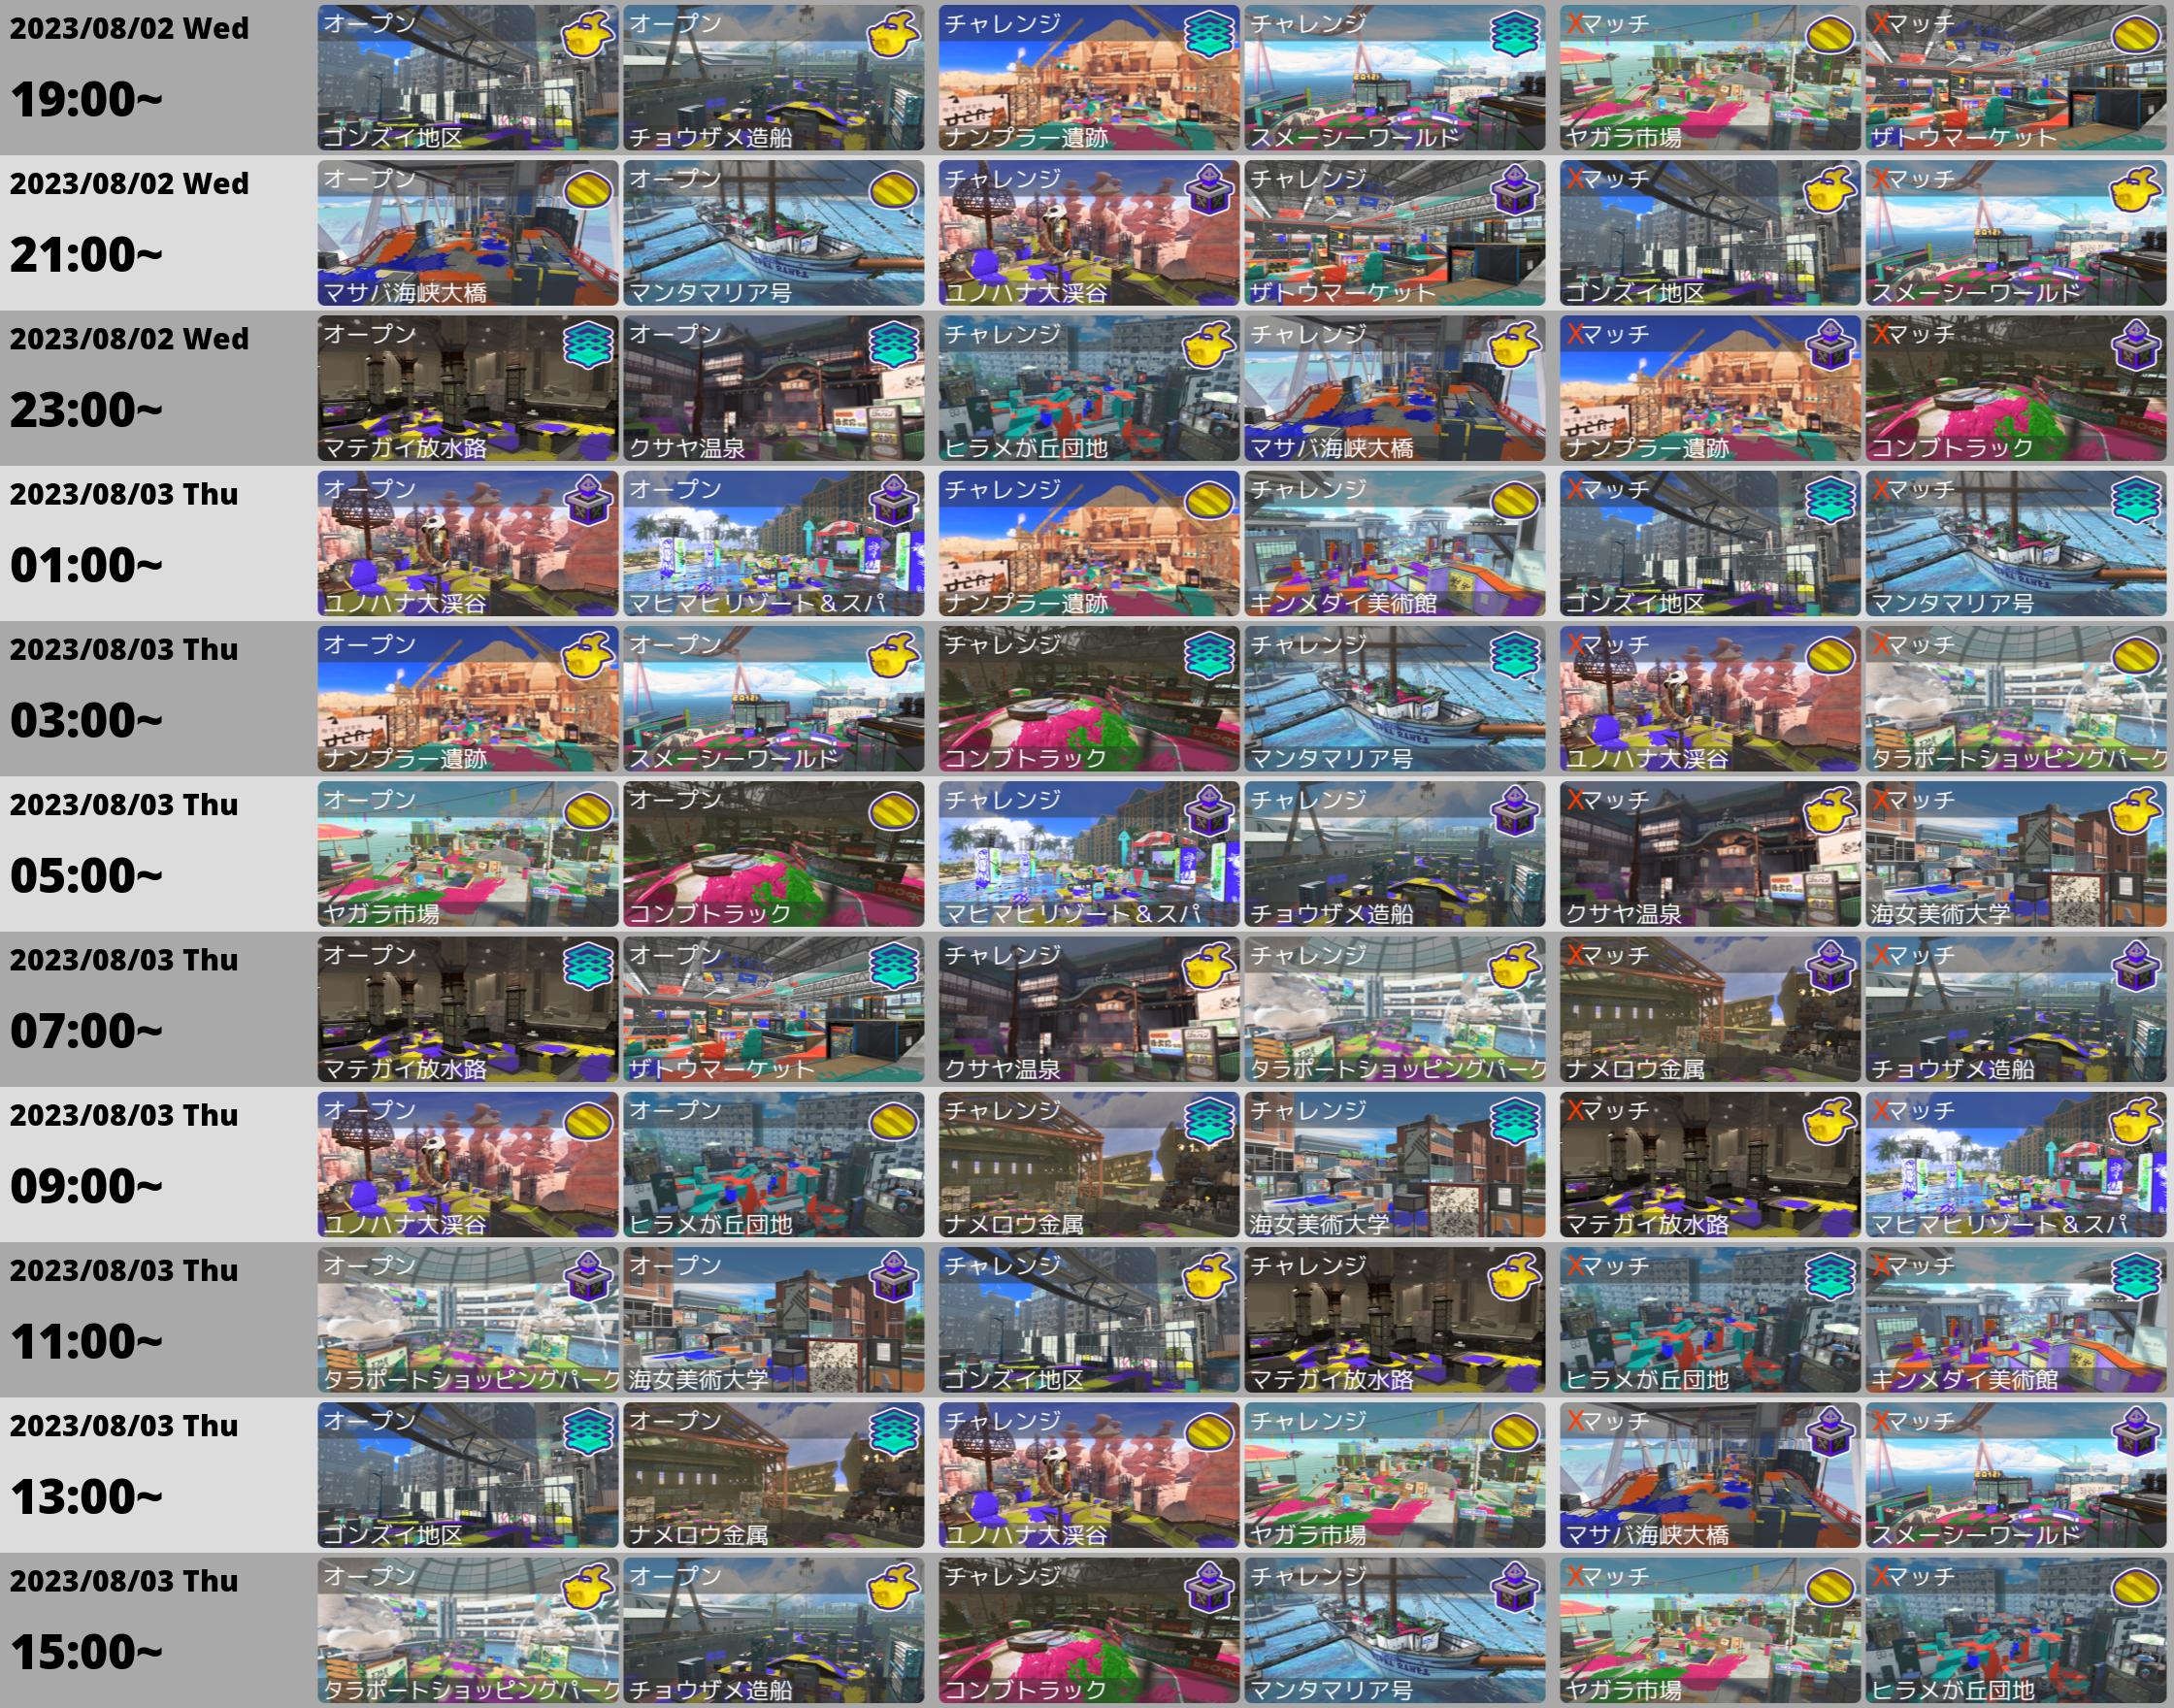 2023/08/02 Wed
19:00~
オープン
ゴンズイ地区
オープン
チョウザメ造船
チャレンジ
ナンプラー遺跡
チャレンジ
スメーシーワールド
Xマッチ
ヤガラ市場
Xマッチ
ザトウマーケット
2023/08/02 Wed
21:00~
オープン
マサバ海峡大橋
オープン
マンタマリア号
チャレンジ
ユノハナ大渓谷
チャレンジ
ザトウマーケット
Xマッチ
ゴンズイ地区
Xマッチ
スメーシーワールド
2023/08/02 Wed
23:00~
オープン
マテガイ放水路
オープン
クサヤ温泉
チャレンジ
ヒラメが丘団地
チャレンジ
マサバ海峡大橋
Xマッチ
ナンプラー遺跡
Xマッチ
コンブトラック
2023/08/03 Thu
01:00~
オープン
ユノハナ大渓谷
オープン
マヒマヒリゾート＆スパ
チャレンジ
ナンプラー遺跡
チャレンジ
キンメダイ美術館
Xマッチ
ゴンズイ地区
Xマッチ
マンタマリア号
2023/08/03 Thu
03:00~
オープン
ナンプラー遺跡
オープン
スメーシーワールド
チャレンジ
コンブトラック
チャレンジ
マンタマリア号
Xマッチ
ユノハナ大渓谷
Xマッチ
タラポートショッピングパーク
2023/08/03 Thu
05:00~
オープン
ヤガラ市場
オープン
コンブトラック
チャレンジ
マヒマヒリゾート＆スパ
チャレンジ
チョウザメ造船
Xマッチ
クサヤ温泉
Xマッチ
海女美術大学
2023/08/03 Thu
07:00~
オープン
マテガイ放水路
オープン
ザトウマーケット
チャレンジ
クサヤ温泉
チャレンジ
タラポートショッピングパーク
Xマッチ
ナメロウ金属
Xマッチ
チョウザメ造船
2023/08/03 Thu
09:00~
オープン
ユノハナ大渓谷
オープン
ヒラメが丘団地
チャレンジ
ナメロウ金属
チャレンジ
海女美術大学
Xマッチ
マテガイ放水路
Xマッチ
マヒマヒリゾート＆スパ
2023/08/03 Thu
11:00~
オープン
タラポートショッピングパーク
オープン
海女美術大学
チャレンジ
ゴンズイ地区
チャレンジ
マテガイ放水路
Xマッチ
ヒラメが丘団地
Xマッチ
キンメダイ美術館
2023/08/03 Thu
13:00~
オープン
ゴンズイ地区
オープン
ナメロウ金属
チャレンジ
ユノハナ大渓谷
チャレンジ
ヤガラ市場
Xマッチ
マサバ海峡大橋
Xマッチ
スメーシーワールド
2023/08/03 Thu
15:00~
オープン
タラポートショッピングパーク
オープン
チョウザメ造船
チャレンジ
コンブトラック
チャレンジ
マンタマリア号
Xマッチ
ヤガラ市場
Xマッチ
ヒラメが丘団地